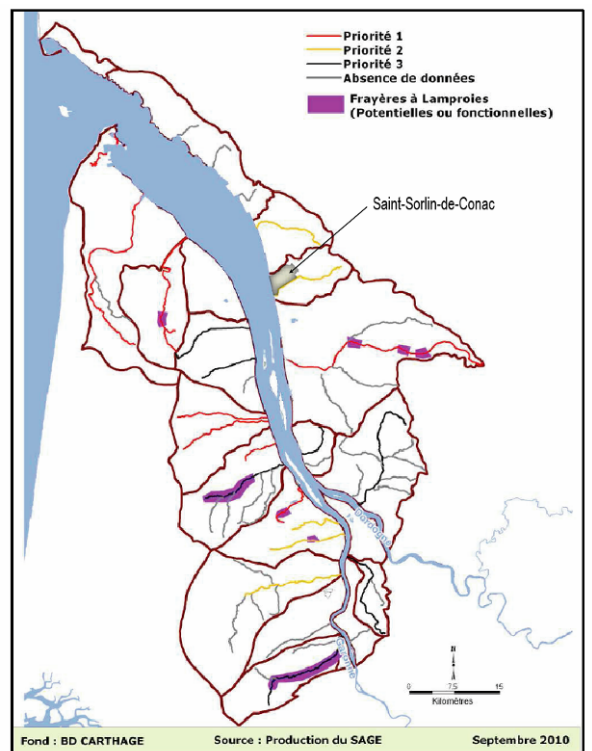 Priorité 1
Priorité 2
Priorité 3
Absence de données
Frayères à Lamproies
(Potentielles ou fonctionnelles)
Saint-Sorlin-de-Conac
Dordogne
Garonne
N
0 7.5 15
Kilomètres
Fond : BD CARTHAGE Source : Production du SAGE Septembre 2010